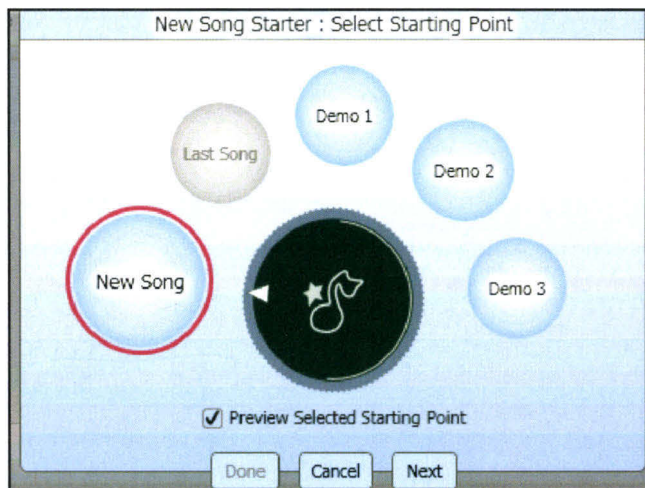 New Song Starter : Select Starting Point
Demo 1
Last Song
Demo 2
New Song
Demo 3
Preview Selected Starting Point
Done Cancel Next